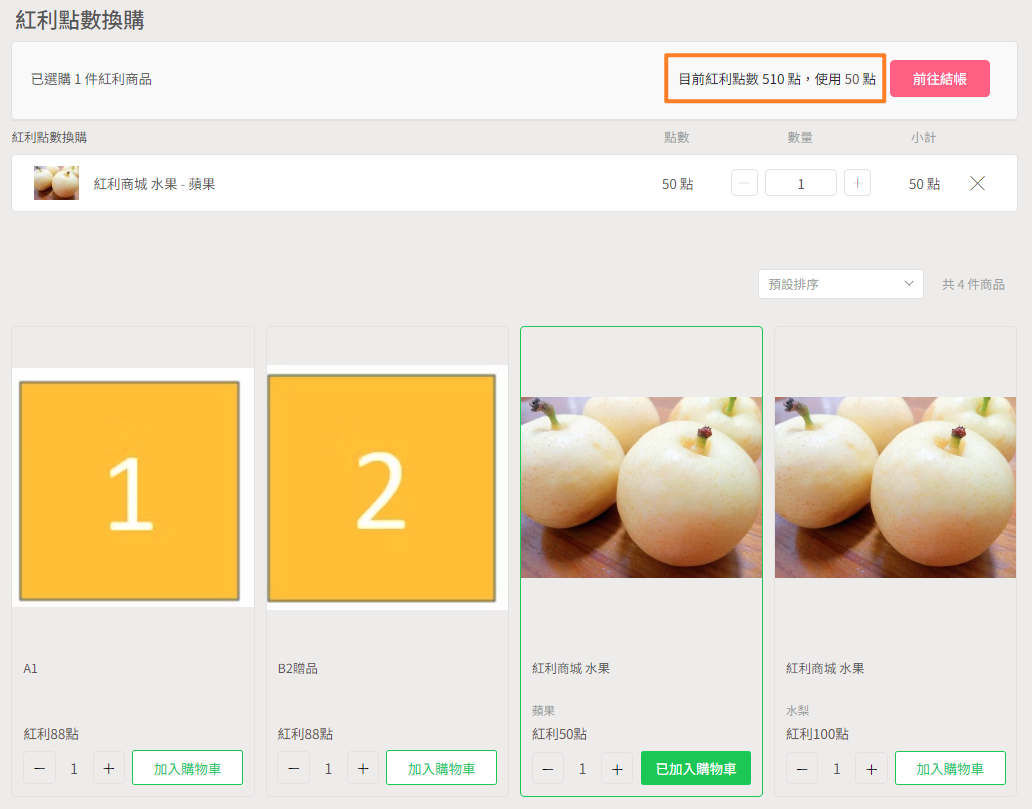 紅利點數換購
已選購 1 件紅利商品
目前紅利點數 510 點，使用 50 點
前往結帳
紅利點數換購
點數
數量
小計
紅利商城 水果 - 蘋果
50 點
1
50 點
預設排序
共 4 件商品
1
2
A1
紅利88點
1
加入購物車
B2贈品
紅利88點
1
加入購物車
紅利商城 水果
蘋果
紅利50點
1
已加入購物車
紅利商城 水果
水梨
紅利100點
1
加入購物車